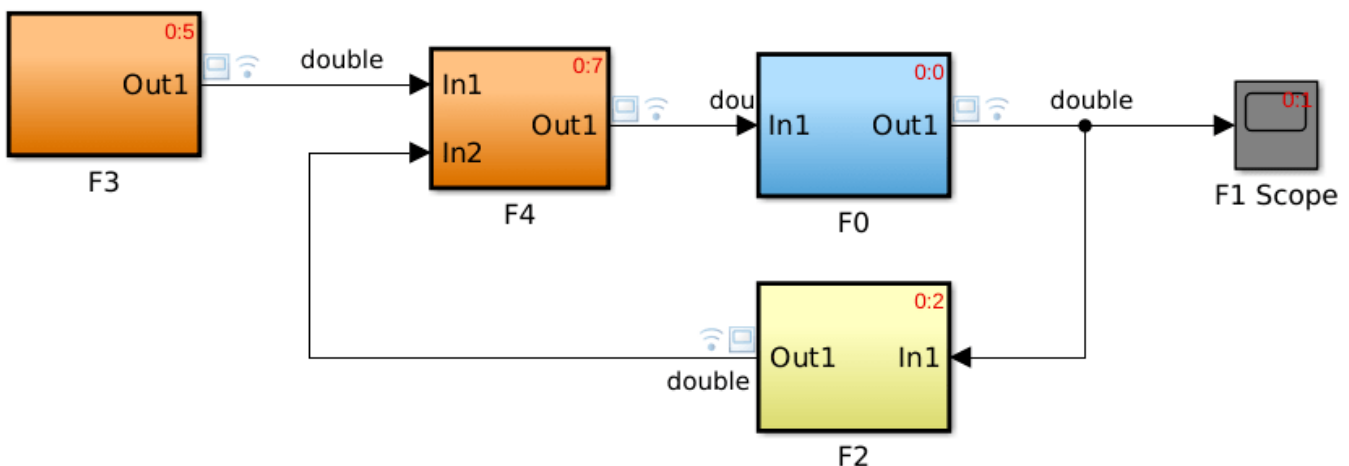 0:5
Out1
F3
double
0:7
In1
Out1
In2
F4
dou
0:0
In1
Out1
F0
double
0:1
F1 Scope
0:2
Out1
In1
double
F2